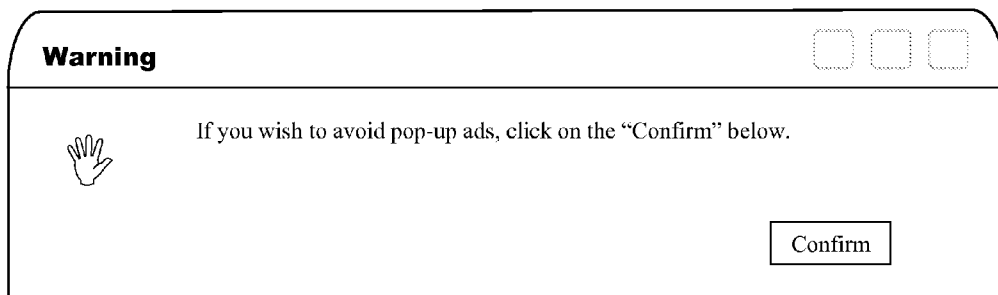 Warning
If you wish to avoid pop-up ads, click on the “Confirm” below.
Confirm